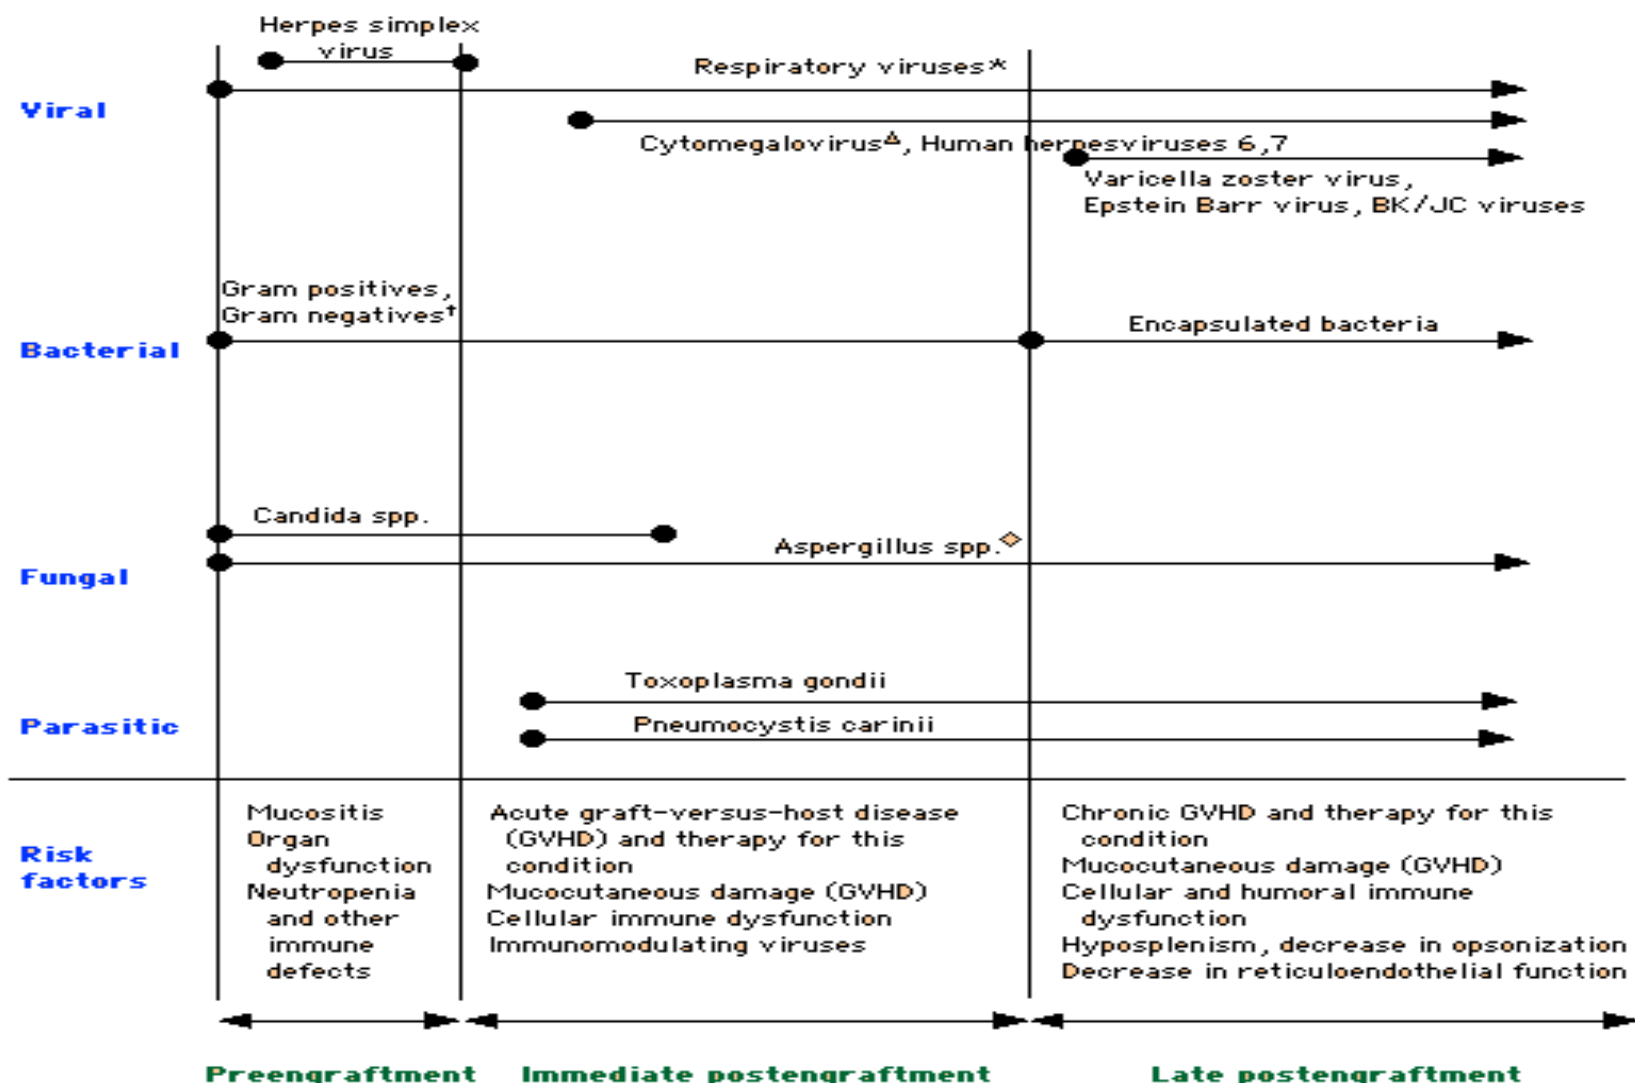 Herpes simplex
virus
Respiratory viruses*
Viral
CytomegalovirusΔ, Human herpesviruses 6,7
Varicella zoster virus,
Epstein Barr virus, BK/JC viruses
Gram positives,
Gram negatives†
Encapsulated bacteria
Bacterial
Candida spp.
Aspergillus spp.◇
Fungal
Toxoplasma gondii
Parasitic
Pneumocystis carinii
Risk
factors
Mucositis
Organ
dysfunction
Neutropenia
and other
immune
defects
Acute graft-versus-host disease
(GVHD) and therapy for this
condition
Mucocutaneous damage (GVHD)
Cellular immune dysfunction
Immunomodulating viruses
Chronic GVHD and therapy for this
condition
Mucocutaneous damage (GVHD)
Cellular and humoral immune
dysfunction
Hyposplenism, decrease in opsonization
Decrease in reticuloendothelial function
Preengraftment
Immediate postengraftment
Late postengraftment